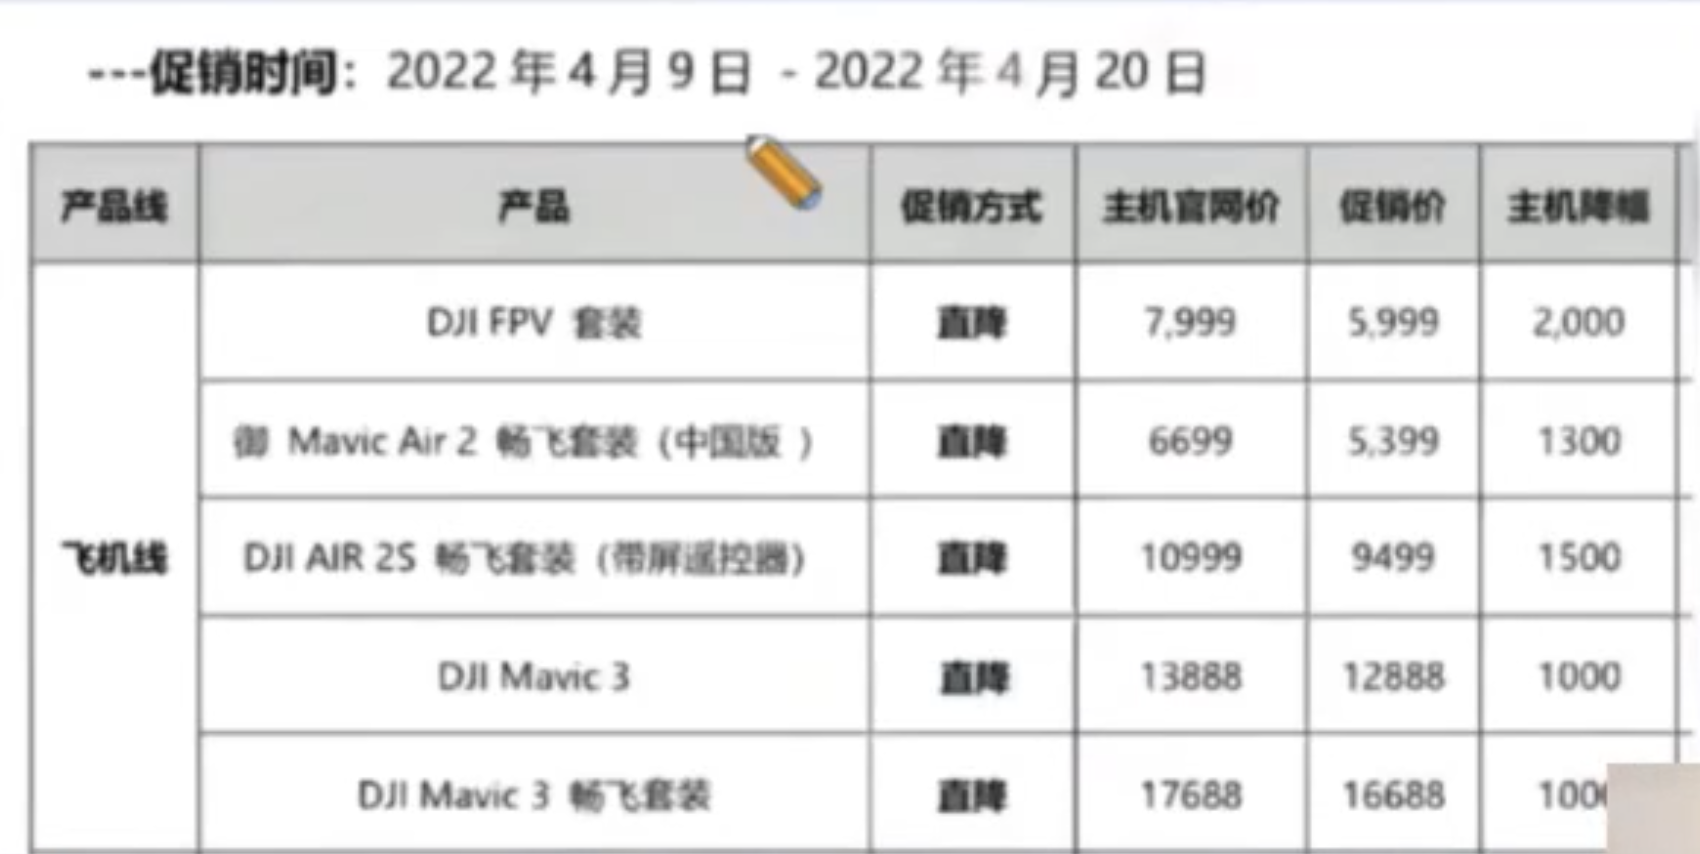 ---促销时间：2022 年 4 月 9 日 - 2022 年 4 月 20 日
产品线 产品 促销方式 主机官网价 促销价 主机降幅
DJI FPV 套装 直降 7,999 5,999 2,000
御 Mavic Air 2 畅飞套装（中国版 ） 直降 6699 5,399 1300
飞机线 DJI AIR 2S 畅飞套装（带屏遥控器） 直降 10999 9499 1500
DJI Mavic 3 直降 13888 12888 1000
DJI Mavic 3 畅飞套装 直降 17688 16688